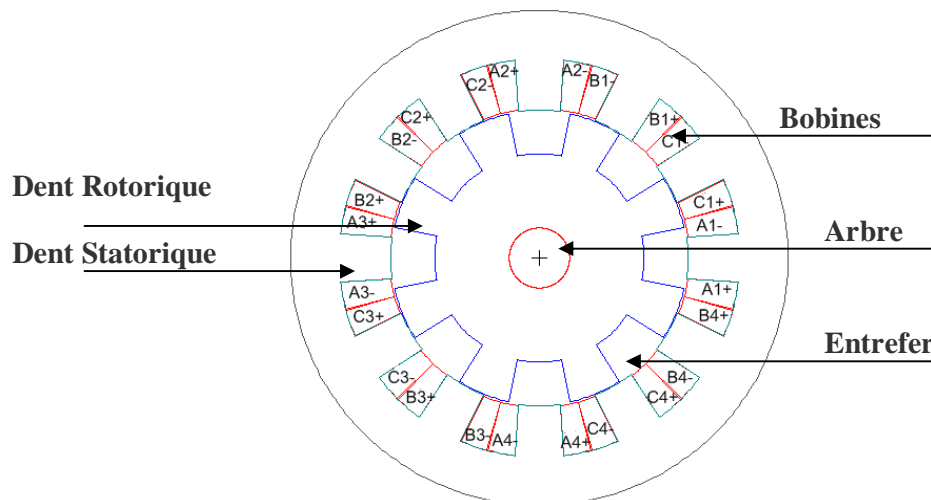 A2+
A2-
C2-
B1-
C2+
B1+
Bobines
B2-
C1-
Dent Rotorique
B2+
C1+
A3+
A1-
Arbre
Dent Statorique
A3-
A1+
C3+
B4+
Entrefer
C3-
B4-
B3+
C4+
B3-
A4-
A4+
C4-